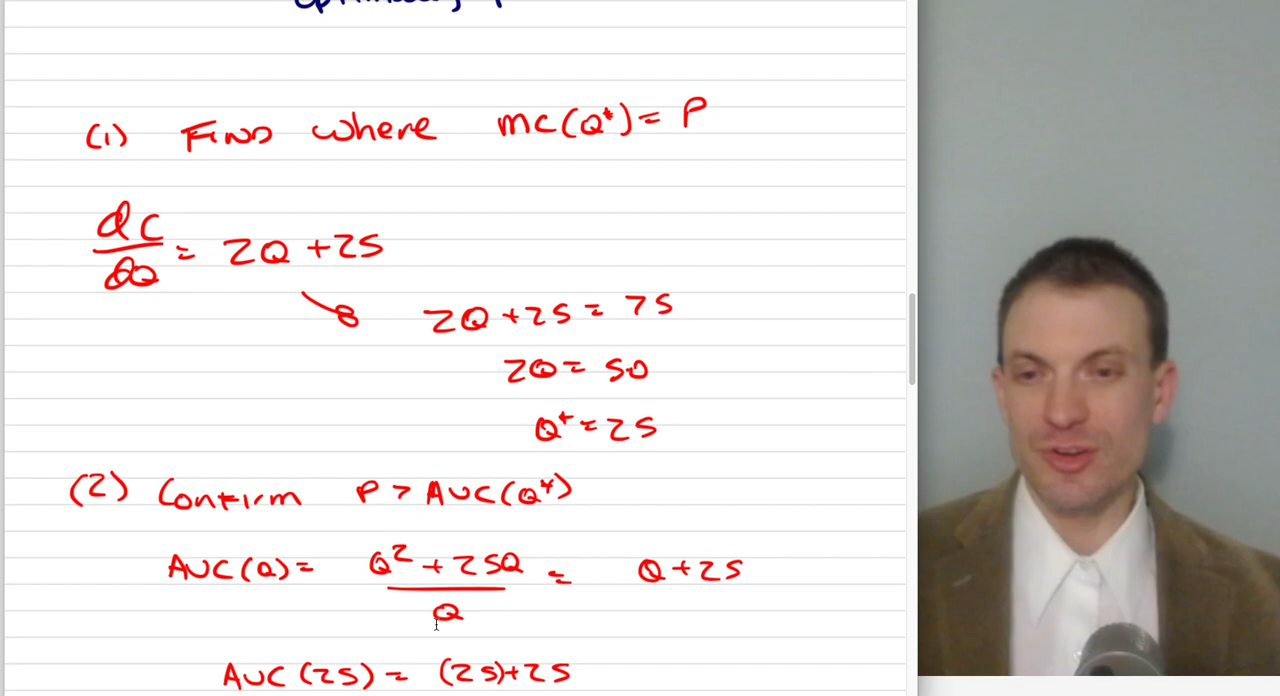 (1) Find where mc(Q*) = P
dC/dQ = 2Q + 25
2Q + 25 = 75
2Q = 50
Q* = 25
(2) Confirm P > AVC(Q*)
AVC(Q) = Q² + 25Q / Q = Q + 25
AVC(25) = (25)+25